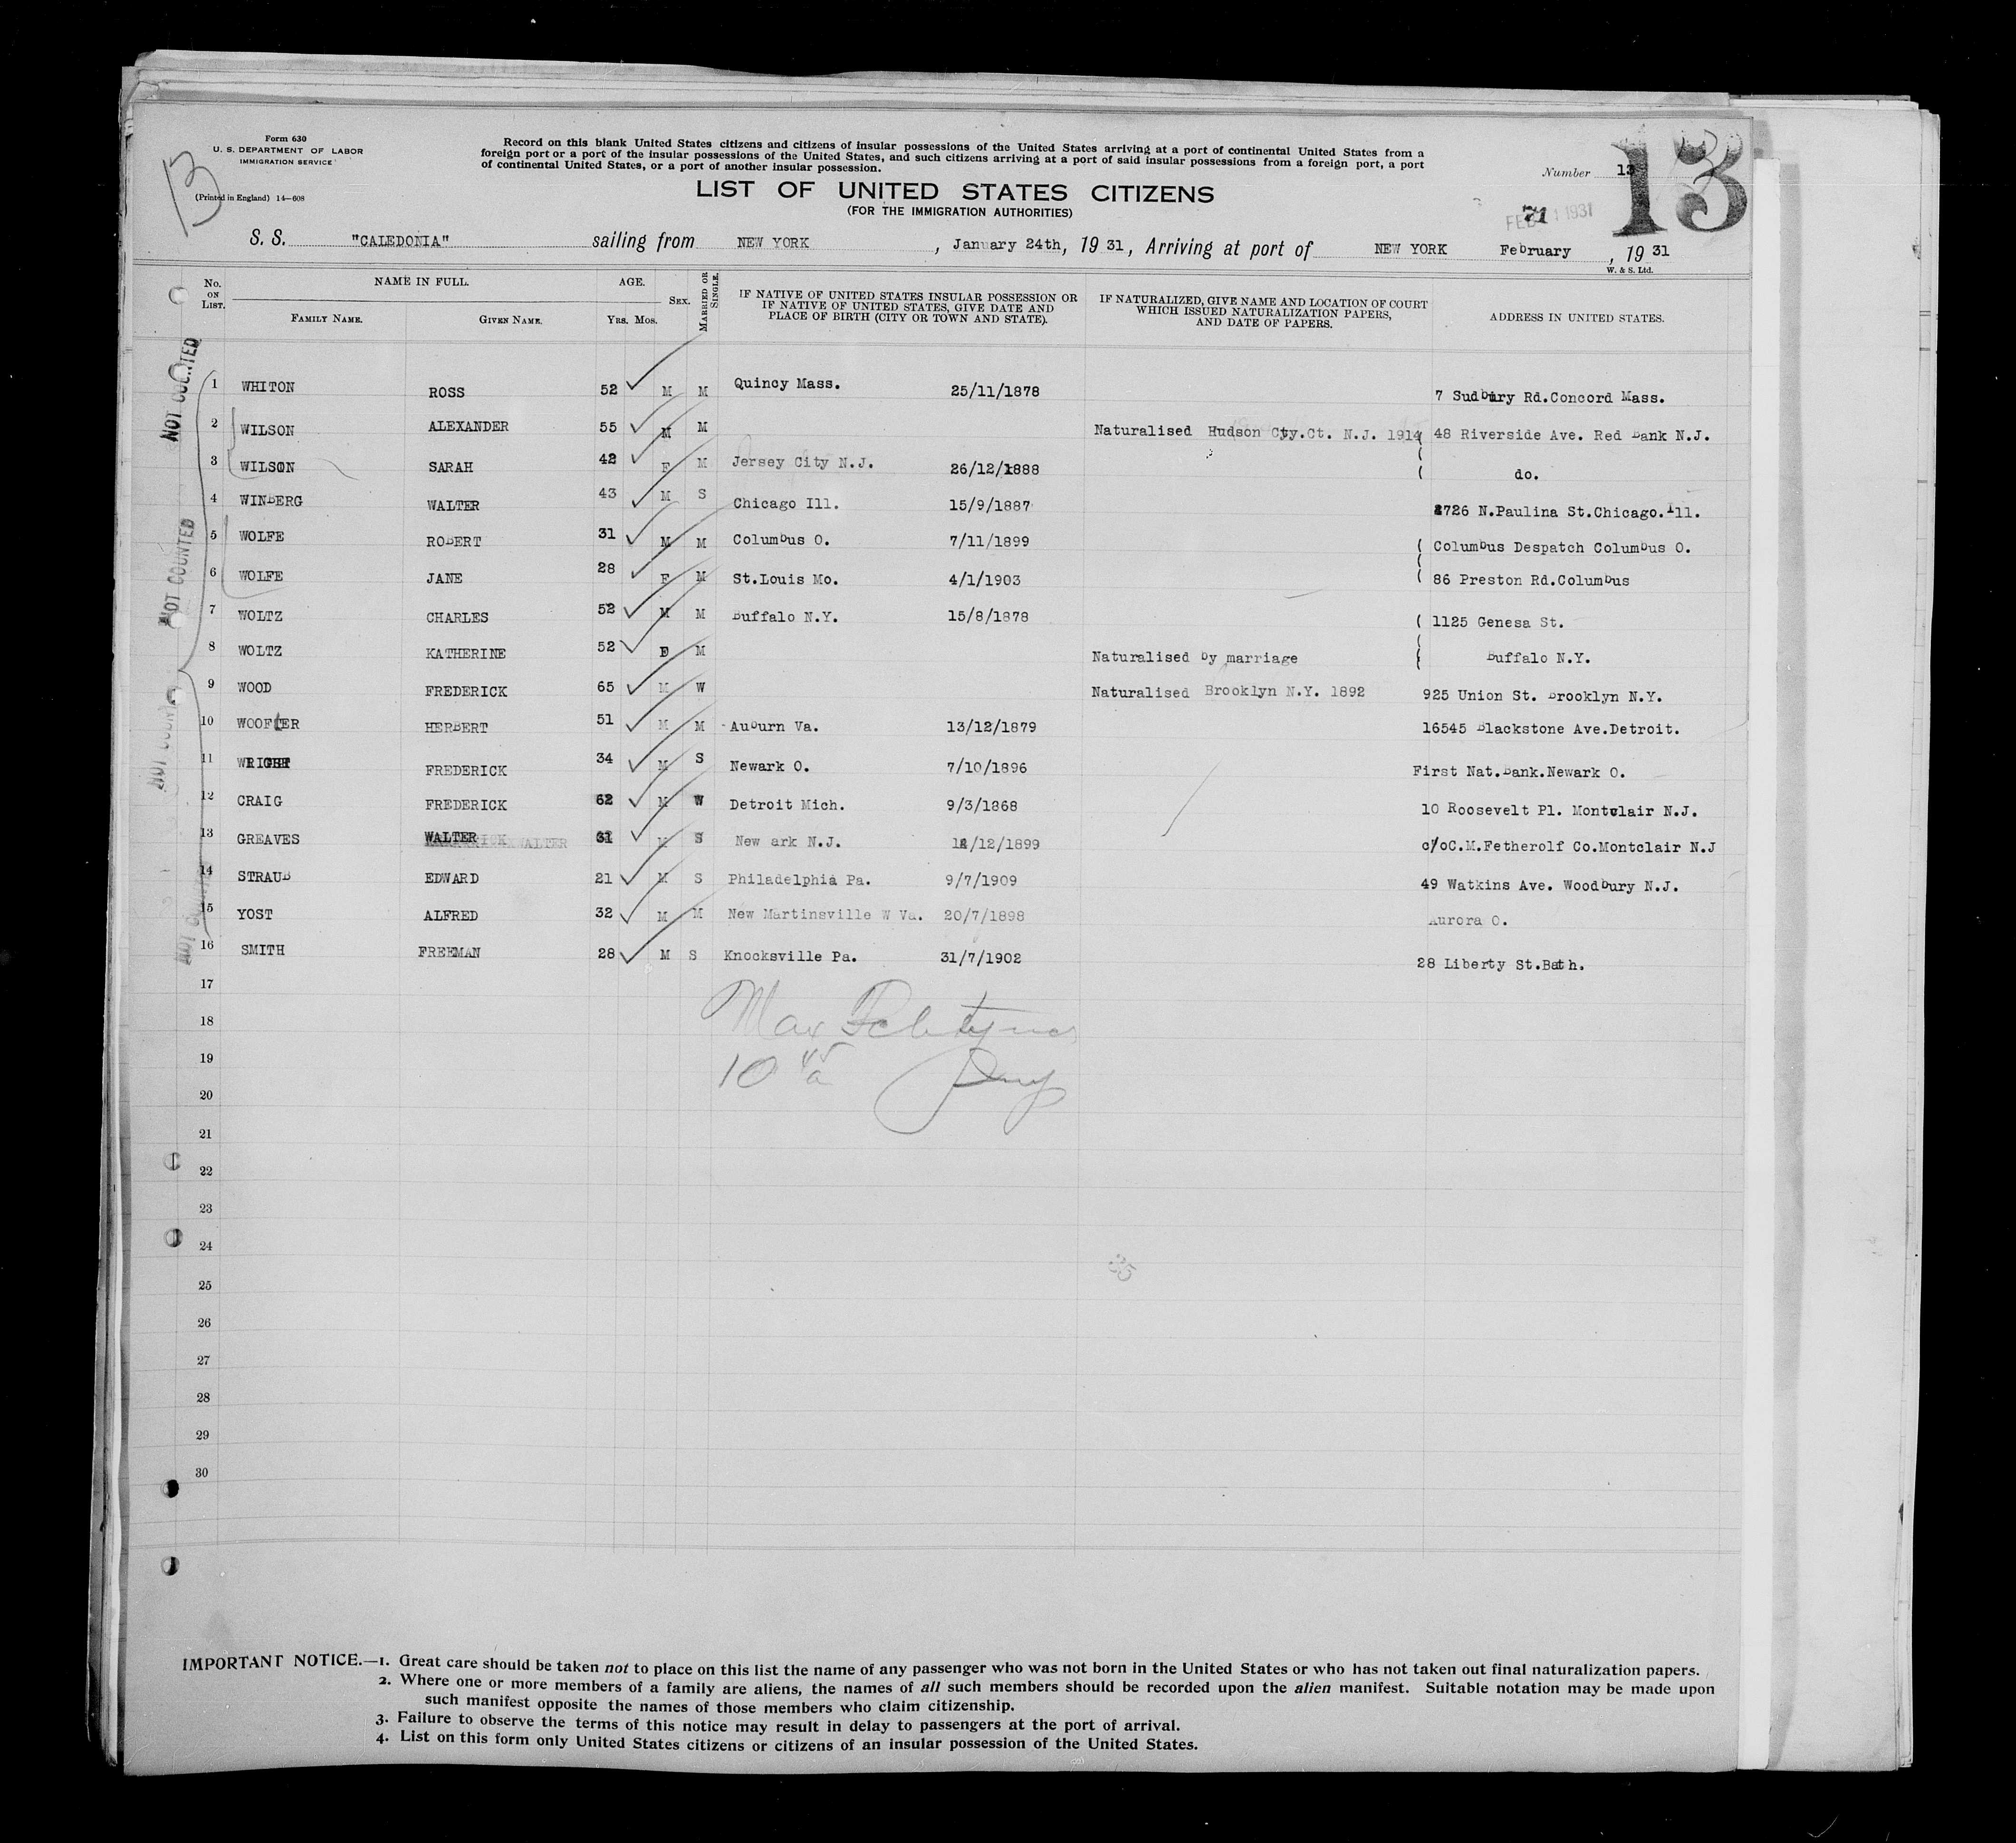 Form 630
U. S. DEPARTMENT OF LABOR
IMMIGRATION SERVICE
(Printed in England) 14—608
13
Record on this blank United States citizens and citizens of insular possessions of the United States arriving at a port of continental United States from a
foreign port or a port of the insular possessions of the United States, and such citizens arriving at a port of said insular possessions from a foreign port, a port
of continental United States, or a port of another insular possession.
LIST OF UNITED STATES CITIZENS
(FOR THE IMMIGRATION AUTHORITIES)
Number 13
13
FEB 1 1931
S. S. "CALEDONIA" sailing from NEW YORK , January 24th, 19 31, Arriving at port of NEW YORK February , 19 31
W. & S. Ltd.
No. ON LIST. NAME IN FULL. AGE. SEX. MARRIED OR SINGLE. IF NATIVE OF UNITED STATES INSULAR POSSESSION OR IF NATIVE OF UNITED STATES, GIVE DATE AND PLACE OF BIRTH (CITY OR TOWN AND STATE). IF NATURALIZED, GIVE NAME AND LOCATION OF COURT WHICH ISSUED NATURALIZATION PAPERS, AND DATE OF PAPERS. ADDRESS IN UNITED STATES.
FAMILY NAME. GIVEN NAME. Yrs. Mos.
NOT COUNTED
NOT COUNTED
1 WHITON ROSS 52 M M Quincy Mass. 25/11/1878 7 Sudbury Rd.Concord Mass.
2 WILSON ALEXANDER 55 M M Naturalised Hudson Cty.Ct. N.J. 1914 48 Riverside Ave. Red Bank N.J.
3 WILSON SARAH 42 F M Jersey City N.J. 26/12/1888 do.
4 WINBERG WALTER 43 M S Chicago Ill. 15/9/1887 2726 N.Paulina St.Chicago.Ill.
5 WOLFE ROBERT 31 M M Columbus O. 7/11/1899 Columbus Despatch Columbus O.
6 WOLFE JANE 28 F M St.Louis Mo. 4/1/1903 86 Preston Rd.Columbus
7 WOLTZ CHARLES 52 M M Buffalo N.Y. 15/8/1878 1125 Genesa St.
8 WOLTZ KATHERINE 52 F M Naturalised by marriage Buffalo N.Y.
9 WOOD FREDERICK 65 M W Naturalised Brooklyn N.Y. 1892 925 Union St. Brooklyn N.Y.
10 WOOFTER HERBERT 51 M M Auburn Va. 13/12/1879 16545 Blackstone Ave.Detroit.
11 WRIGHT FREDERICK 34 M S Newark O. 7/10/1896 First Nat.Bank.Newark O.
12 CRAIG FREDERICK 62 M W Detroit Mich. 9/3/1868 10 Roosevelt Pl. Montclair N.J.
13 GREAVES WALTER 31 M S New ark N.J. /12/1899 c/oC.M.Fetherolf Co.Montclair N.J
14 STRAUB EDWARD 21 M S Philadelphia Pa. 9/7/1909 49 Watkins Ave. Woodbury N.J.
15 YOST ALFRED 32 M M New Martinsville W Va. 20/7/1898 Aurora O.
16 SMITH FREEMAN 28 M S Knocksville Pa. 31/7/1902 28 Liberty St.Bath.
17
18 Max
19 10 45 a
20
21
22
23
24
25 35
26
27
28
29
30
IMPORTANT NOTICE.—1. Great care should be taken not to place on this list the name of any passenger who was not born in the United States or who has not taken out final naturalization papers.
2. Where one or more members of a family are aliens, the names of all such members should be recorded upon the alien manifest. Suitable notation may be made upon
such manifest opposite the names of those members who claim citizenship.
3. Failure to observe the terms of this notice may result in delay to passengers at the port of arrival.
4. List on this form only United States citizens or citizens of an insular possession of the United States.